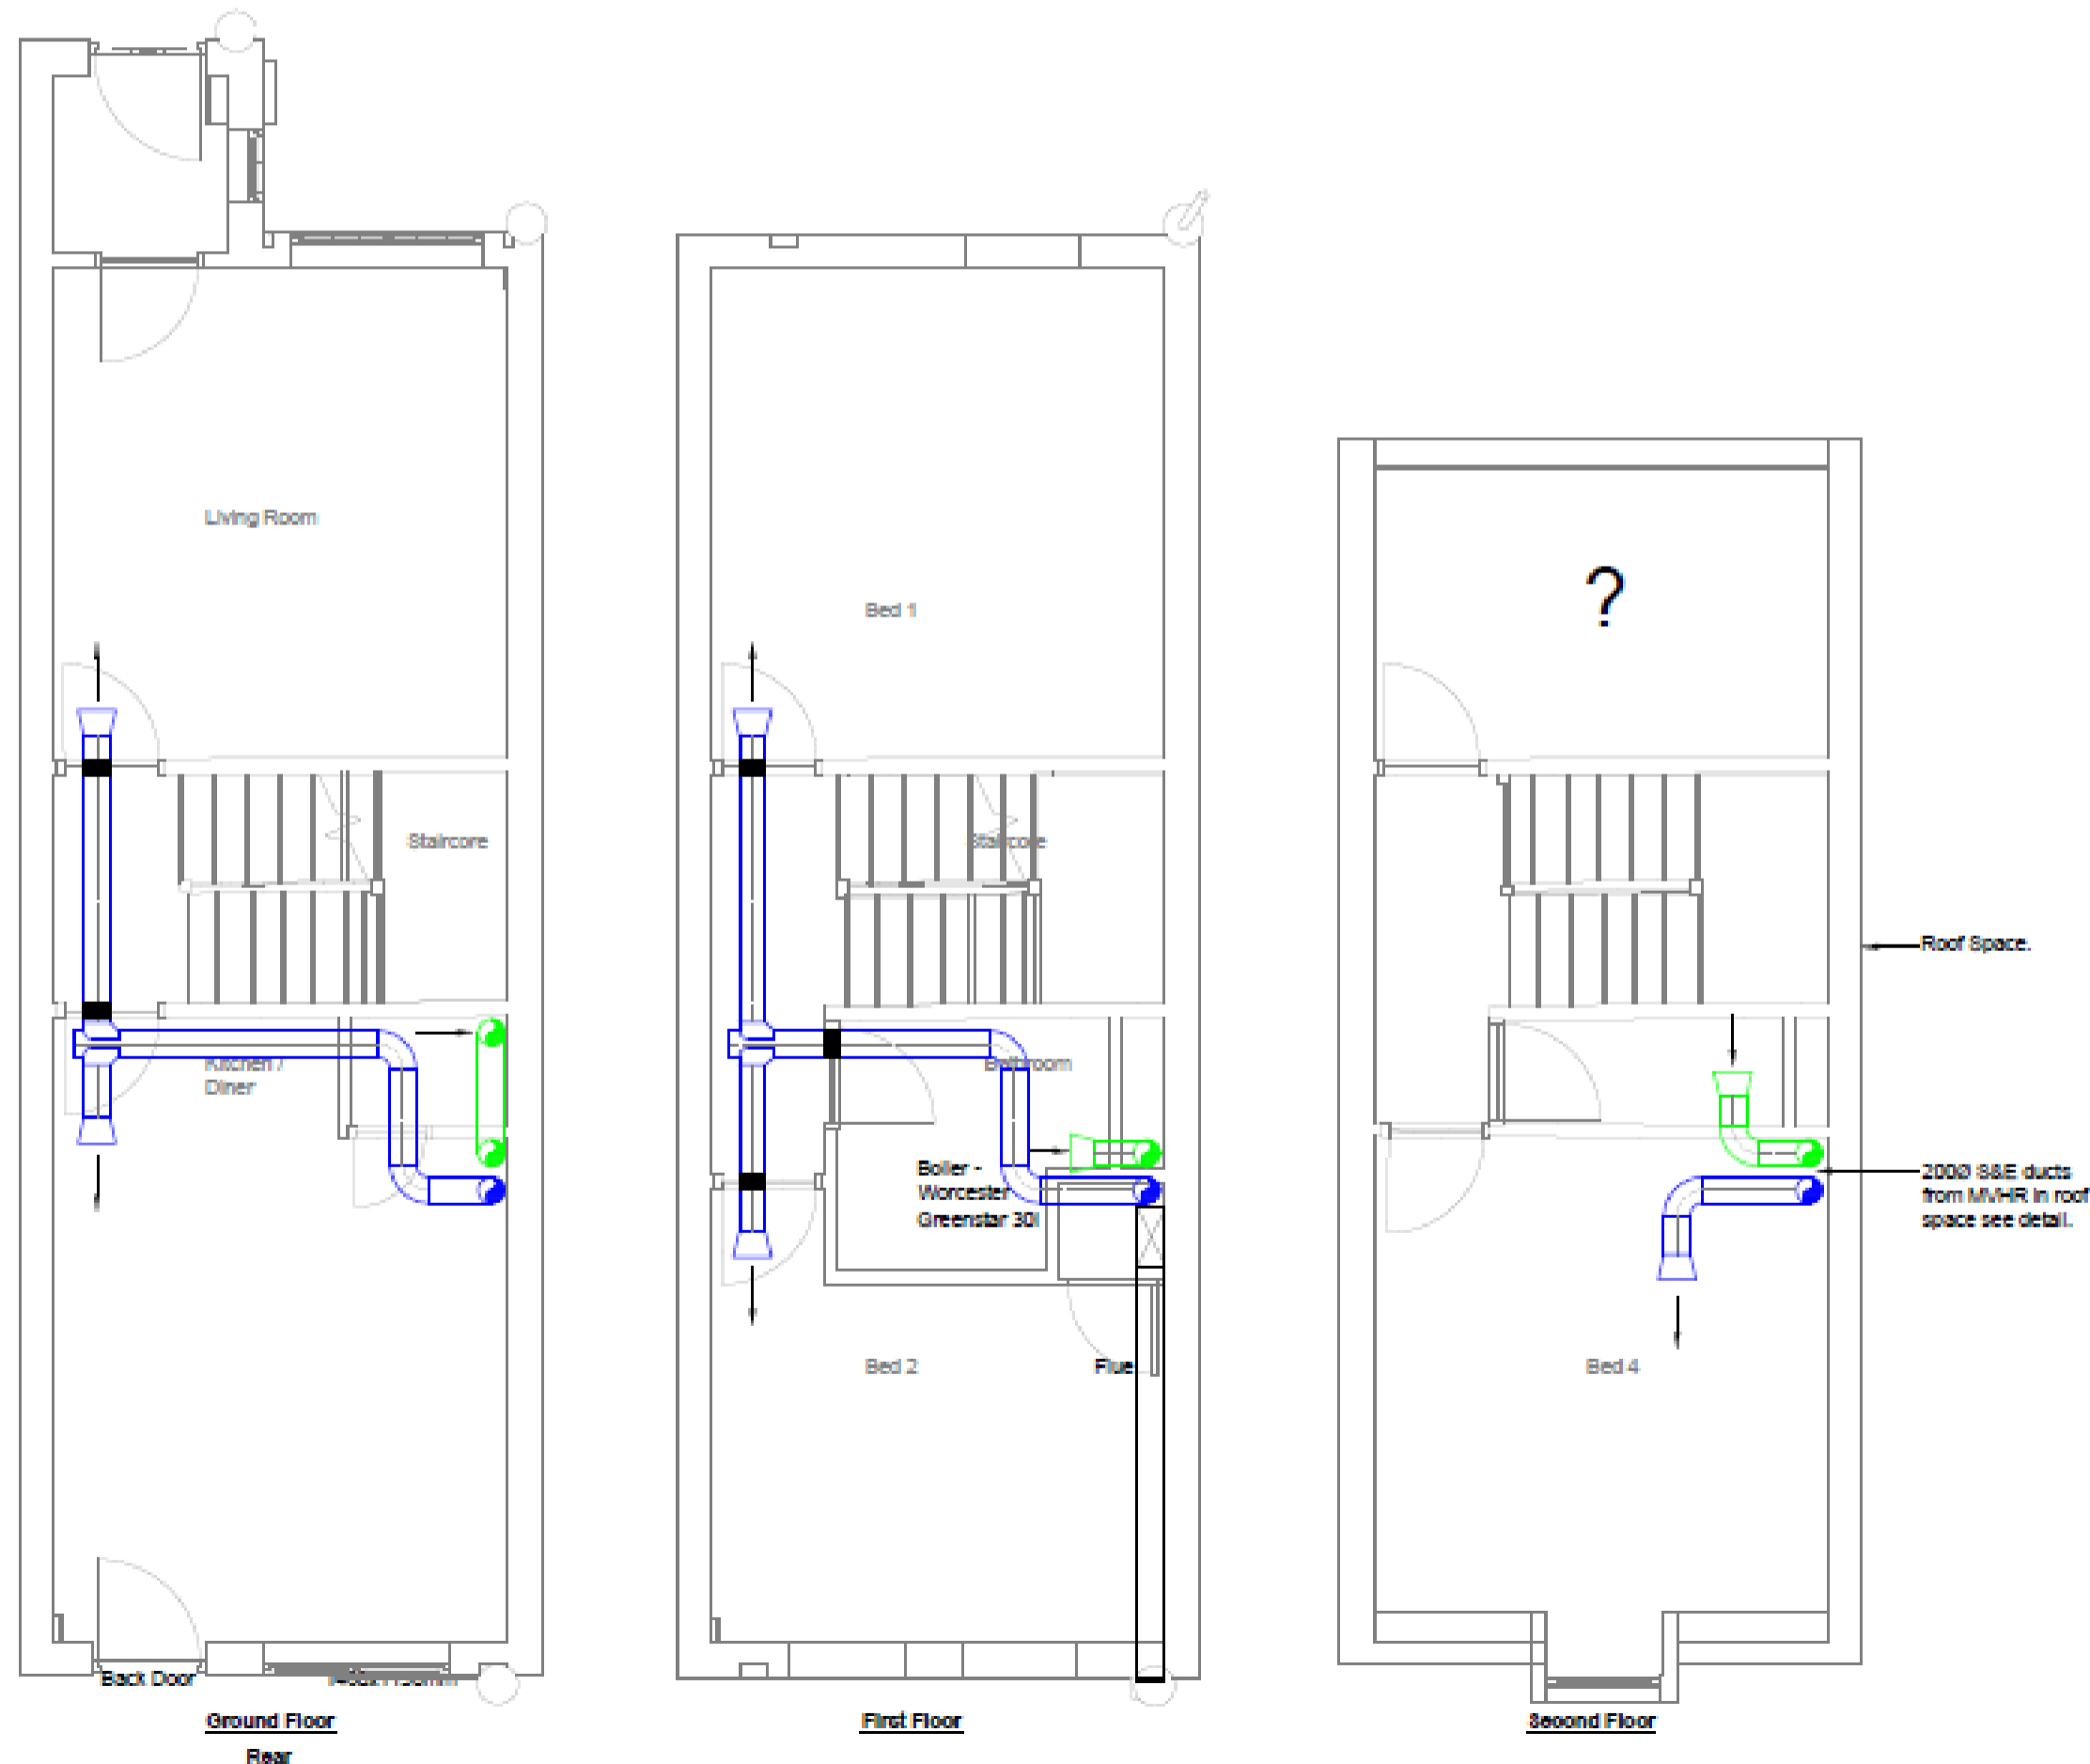 Living Room
Staircore
Kitchen /
Diner
Back Door
Ground Floor
Rear
Bed 1
Staircore
Bathroom
Boiler -
Worcester
Greenstar 30i
Bed 2
Flue
First Floor
?
Roof Space.
200Ø S&E ducts
from MVHR in roof
space see detail.
Bed 4
Second Floor